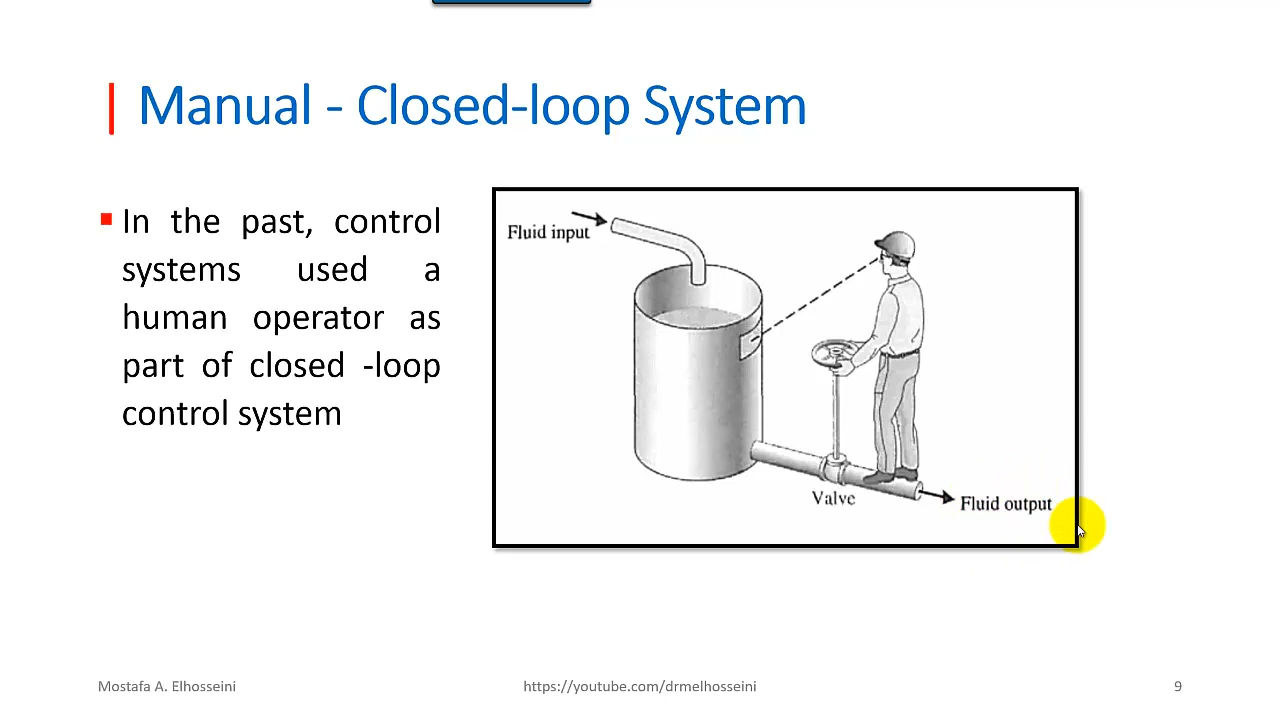 | Manual - Closed-loop System
▪ In the past, control
systems used a
human operator as
part of closed -loop
control system
Fluid input
Valve
Fluid output
Mostafa A. Elhosseini
https://youtube.com/drmelhosseini
9